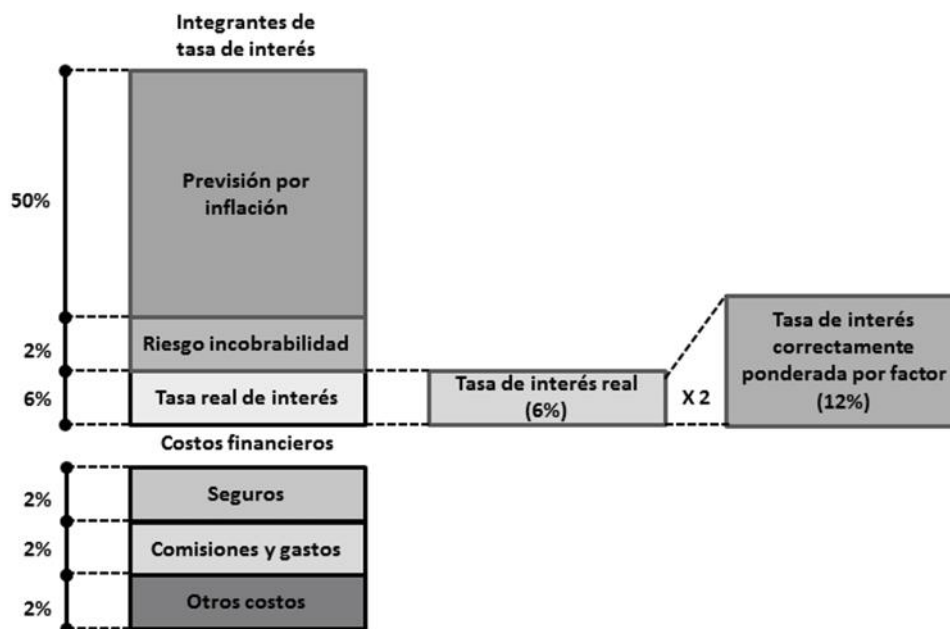 Integrantes de
tasa de interés
50%
Previsión por
inflación
2%
Riesgo incobrabilidad
6%
Tasa real de interés
Tasa de interés real
(6%)
X 2
Tasa de interés
correctamente
ponderada por factor
(12%)
Costos financieros
2%
Seguros
2%
Comisiones y gastos
2%
Otros costos